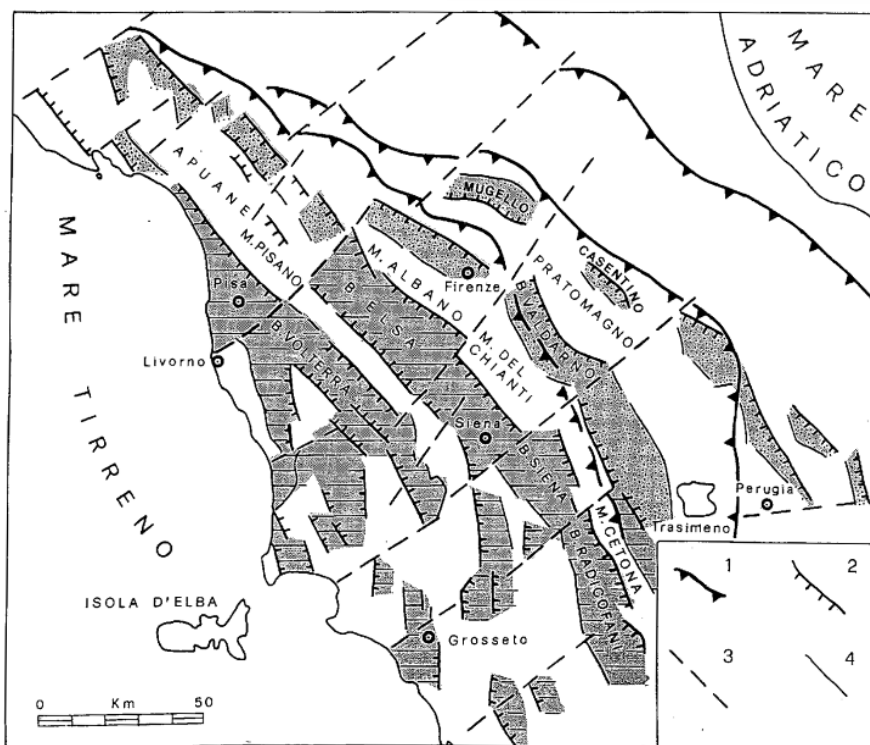 MARE
ADRIATICO
APUANE
M. PISANO
MUGELLO
M. ALBANO
Firenze
CASENTINO
PRATOMAGNO
B. VALDARNO
MARE TIRRENO
Pisa
B. ELSA
M. DEL
CHIANTI
Livorno
B. VOLTERRA
Siena
B. SIENA
Perugia
Trasimeno
M. CETONA
B. RADICOFANI
ISOLA D'ELBA
Grosseto
0 Km 50
1 2
3 4